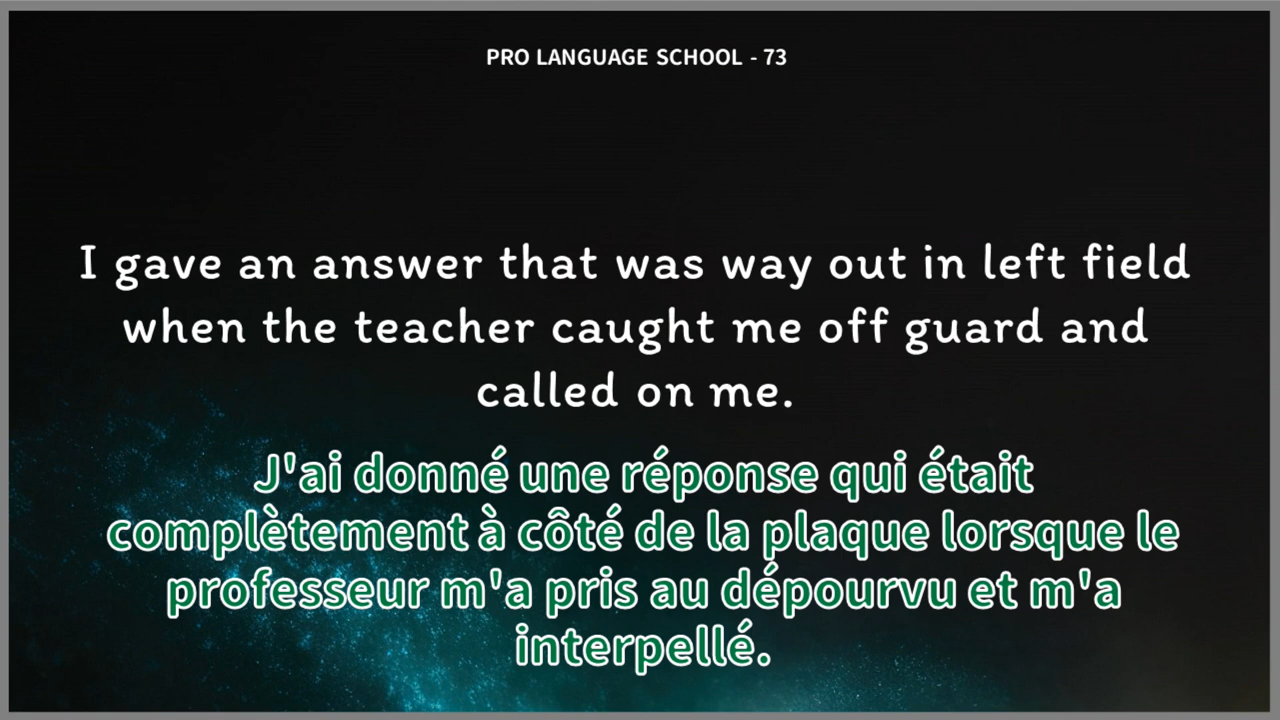 PRO LANGUAGE SCHOOL - 73
I gave an answer that was way out in left field
when the teacher caught me off guard and
called on me.
J'ai donné une réponse qui était
complètement à côté de la plaque lorsque le
professeur m'a pris au dépourvu et m'a
interpellé.